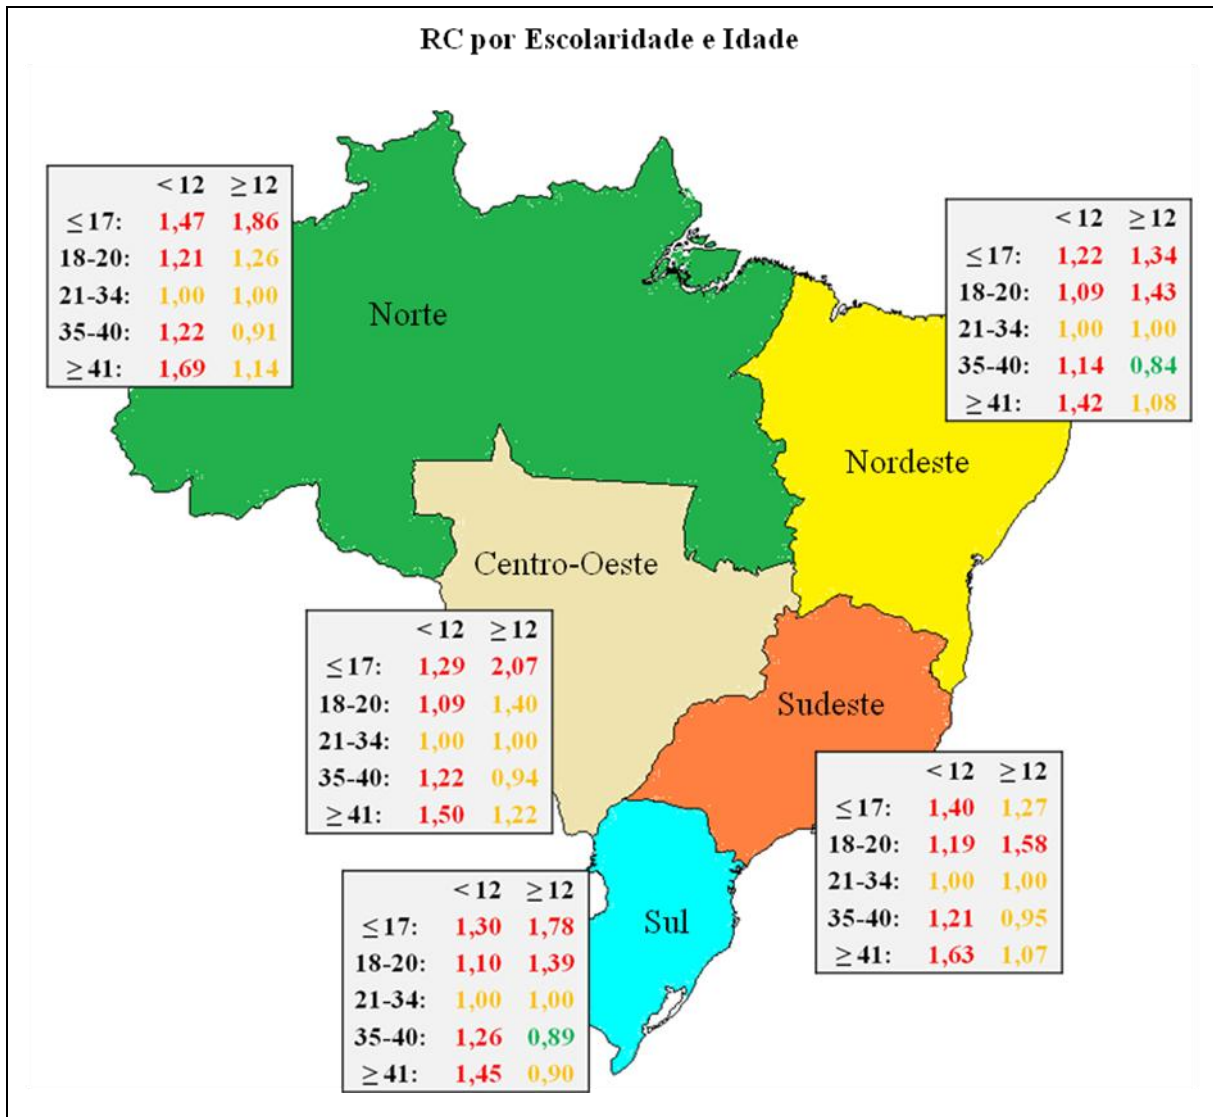 RC por Escolaridade e Idade
< 12 ≥ 12
≤ 17: 1,47 1,86
18-20: 1,21 1,26
21-34: 1,00 1,00
35-40: 1,22 0,91
≥ 41: 1,69 1,14
Norte
< 12 ≥ 12
≤ 17: 1,22 1,34
18-20: 1,09 1,43
21-34: 1,00 1,00
35-40: 1,14 0,84
≥ 41: 1,42 1,08
Nordeste
Centro-Oeste
< 12 ≥ 12
≤ 17: 1,29 2,07
18-20: 1,09 1,40
21-34: 1,00 1,00
35-40: 1,22 0,94
≥ 41: 1,50 1,22
Sudeste
< 12 ≥ 12
≤ 17: 1,40 1,27
18-20: 1,19 1,58
21-34: 1,00 1,00
35-40: 1,21 0,95
≥ 41: 1,63 1,07
< 12 ≥ 12
≤ 17: 1,30 1,78
18-20: 1,10 1,39
21-34: 1,00 1,00
35-40: 1,26 0,89
≥ 41: 1,45 0,90
Sul